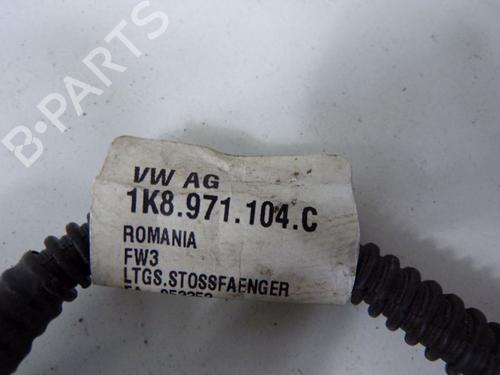 B-PARTS
VW AG
1K8.971.104.C
ROMANIA
FW3
LTGS.STOSSFAENGER